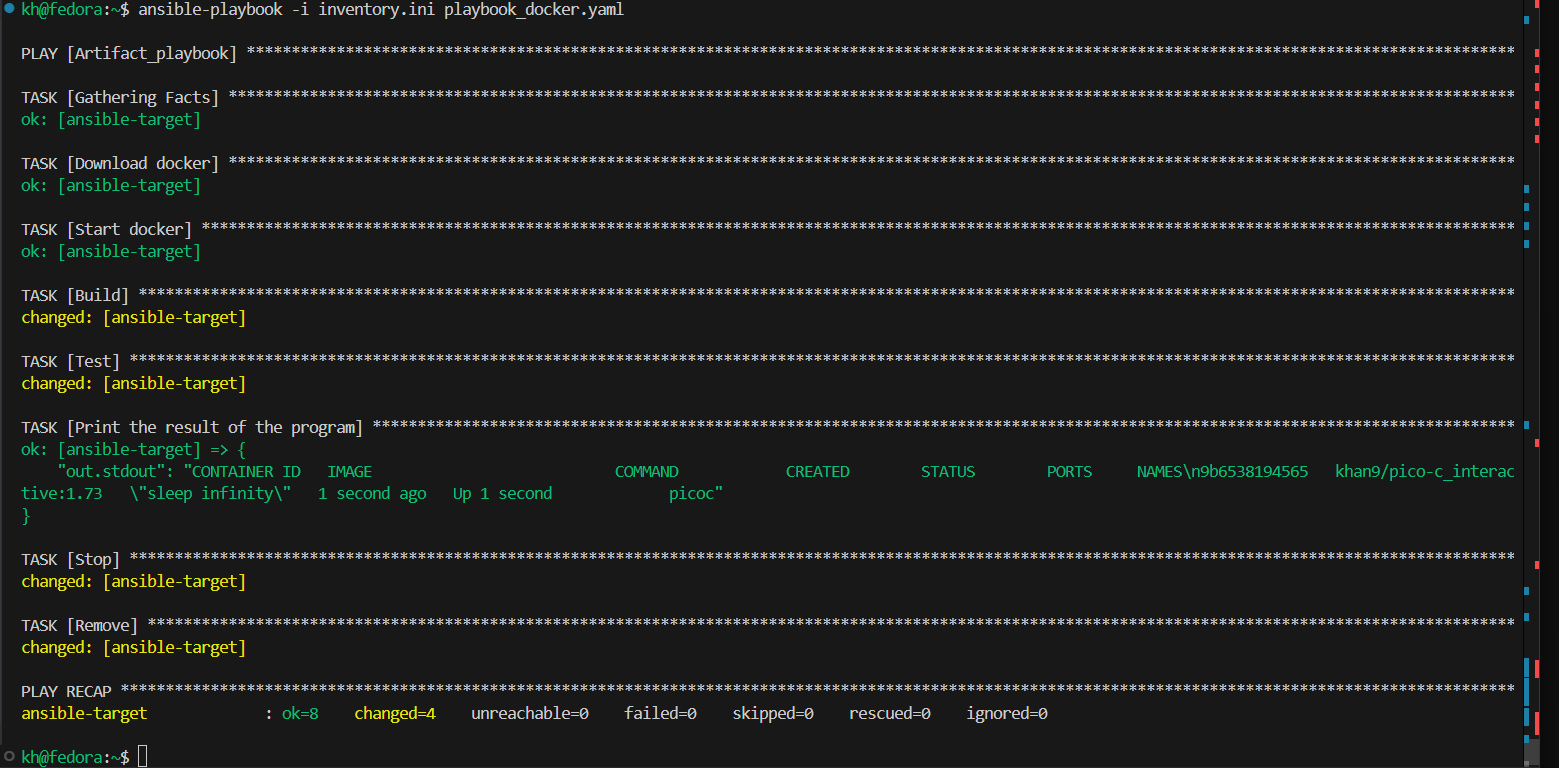 kh@fedora:~$ ansible-playbook -i inventory.ini playbook_docker.yaml
PLAY [Artifact_playbook] *********************************************************************************************************************************************
TASK [Gathering Facts] ***********************************************************************************************************************************************
ok: [ansible-target]
TASK [Download docker] ***********************************************************************************************************************************************
ok: [ansible-target]
TASK [Start docker] **************************************************************************************************************************************************
ok: [ansible-target]
TASK [Build] *********************************************************************************************************************************************************
changed: [ansible-target]
TASK [Test] **********************************************************************************************************************************************************
changed: [ansible-target]
TASK [Print the result of the program] *******************************************************************************************************************************
ok: [ansible-target] => {
    "out.stdout": "CONTAINER ID   IMAGE                           COMMAND            CREATED        STATUS        PORTS     NAMES\n9b6538194565   khan9/pico-c_interac
tive:1.73   \"sleep infinity\"   1 second ago   Up 1 second             picoc"
}
TASK [Stop] **********************************************************************************************************************************************************
changed: [ansible-target]
TASK [Remove] ********************************************************************************************************************************************************
changed: [ansible-target]
PLAY RECAP ***********************************************************************************************************************************************************
ansible-target             : ok=8    changed=4    unreachable=0    failed=0    skipped=0    rescued=0    ignored=0
kh@fedora:~$